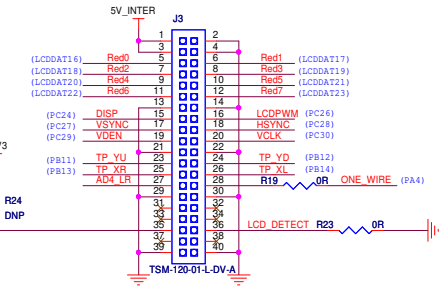 5V_INTER
J3
1 2
3 4
(LCDDAT16) Red0 5 6 Red1 (LCDDAT17)
(LCDDAT18) Red2 7 8 Red3 (LCDDAT19)
(LCDDAT20) Red4 9 10 Red5 (LCDDAT21)
(LCDDAT22) Red6 11 12 Red7 (LCDDAT23)
13 14
(PC24) DISP 15 16 LCDPWM (PC26)
(PC27) VSYNC 17 18 HSYNC (PC28)
(PC29) VDEN 19 20 VCLK (PC30)
21 22
(PB11) TP_YU 23 24 TP_YD (PB12)
(PB13) TP_XR 25 26 TP_XL (PB14)
AD4_LR 27 28 R19 0R ONE_WIRE (PA4)
29 30
R24
31 32
DNP
33 34
35 36 LCD_DETECT R23 0R
37 38
39 40
TSM-120-01-L-DV-A